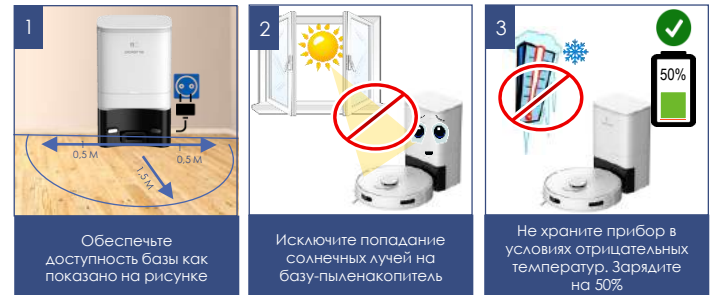 1
0,5 М
0,5 М
1,5 М
Обеспечьте
доступность базы как
показано на рисунке
2
Исключите попадание
солнечных лучей на
базу-пыленакопитель
3
50%
Не храните прибор в
условиях отрицательных
температур. Зарядите
на 50%